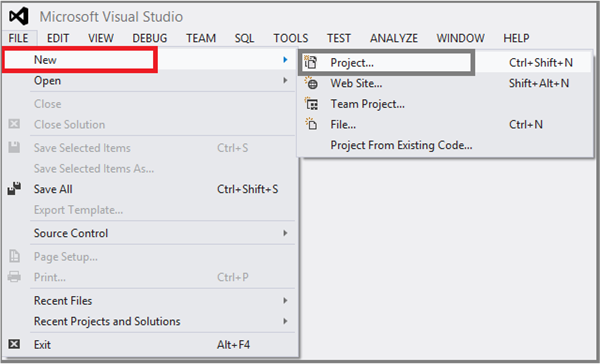 Microsoft Visual Studio
FILE EDIT VIEW DEBUG TEAM SQL TOOLS TEST ANALYZE WINDOW HELP
New
Open
Close
Close Solution
Save Selected Items Ctrl+S
Save Selected Items As...
Save All Ctrl+Shift+S
Export Template...
Source Control
Page Setup...
Print... Ctrl+P
Recent Files
Recent Projects and Solutions
Exit Alt+F4
Project... Ctrl+Shift+N
Web Site... Shift+Alt+N
Team Project...
File... Ctrl+N
Project From Existing Code...